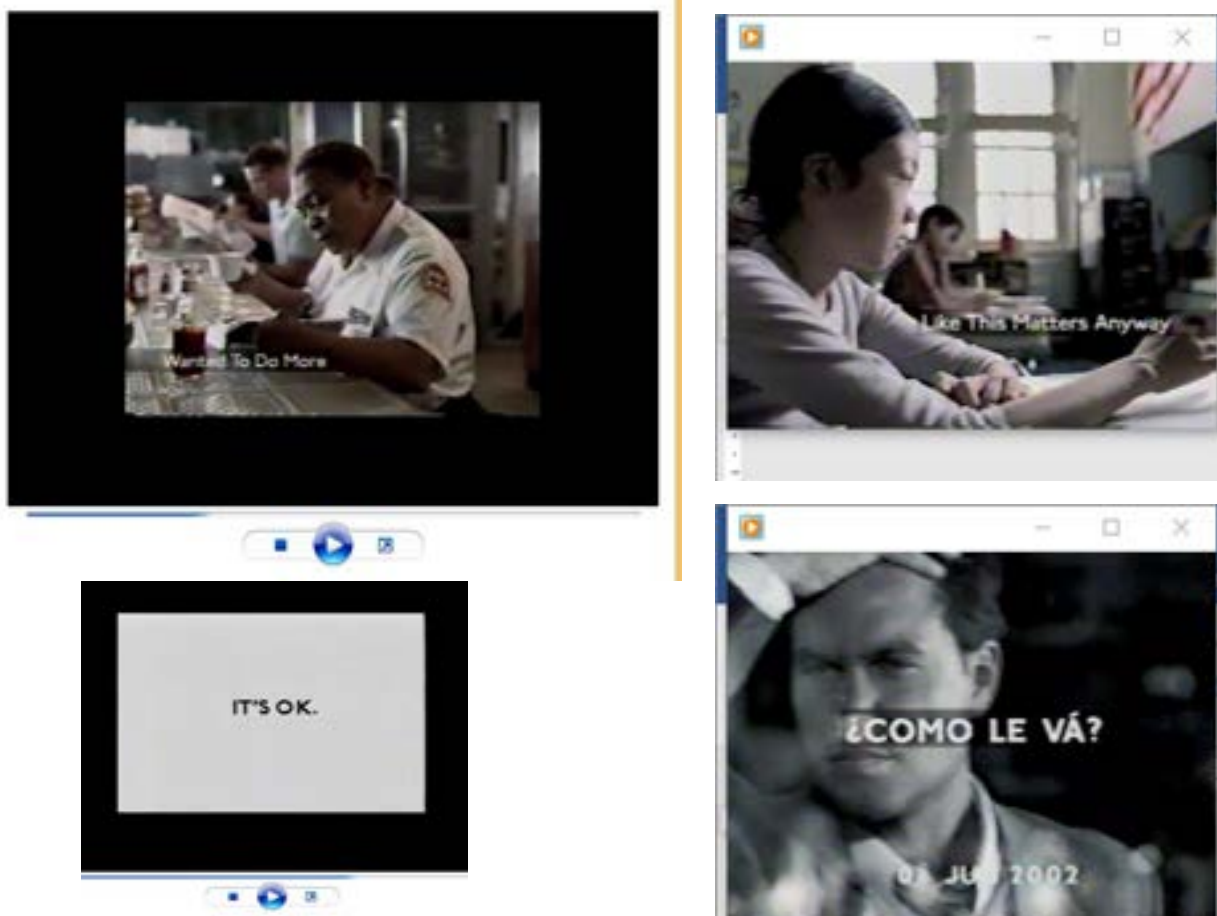 Wanted To Do More
Like This Matters Anyway
IT'S OK.
¿COMO LE VÁ?
2002